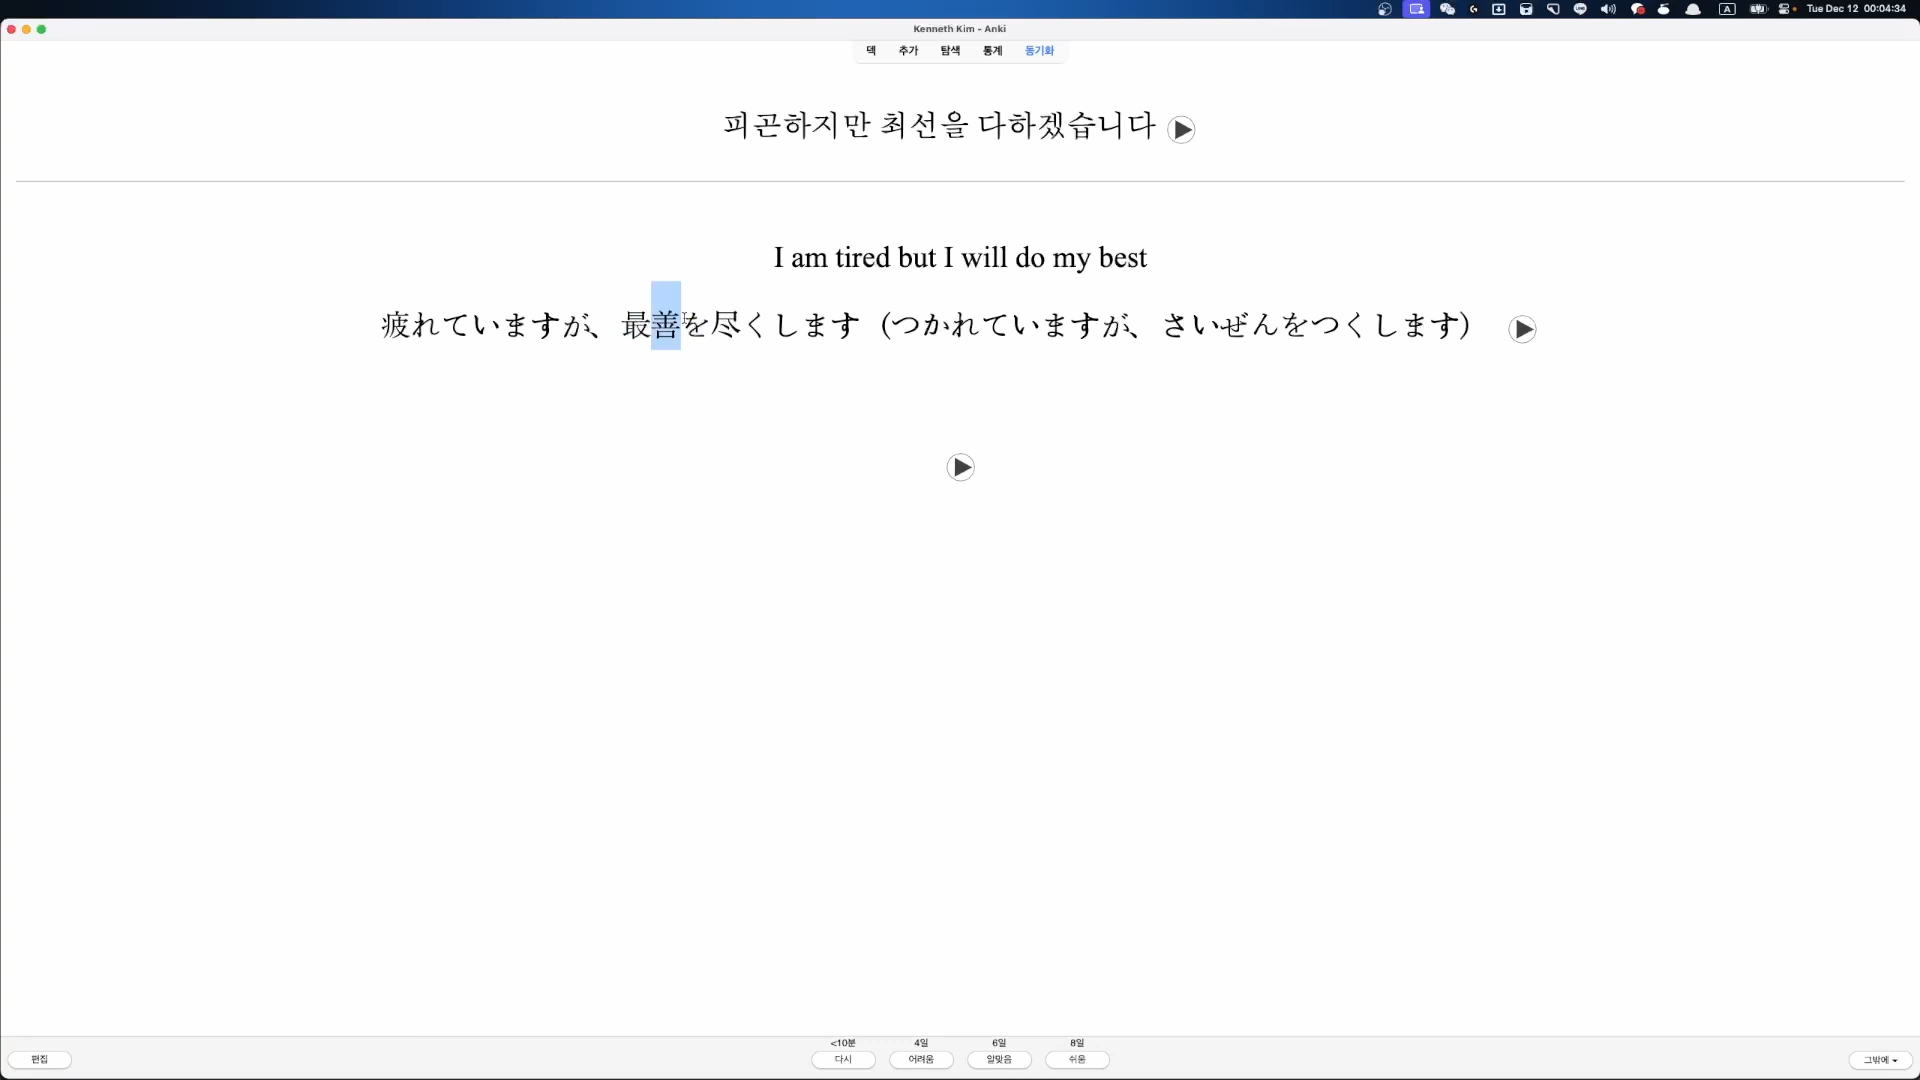 Tue Dec 12 00:04:34
Kenneth Kim - Anki
덱 추가 탐색 통계 동기화
피곤하지만 최선을 다하겠습니다
I am tired but I will do my best
疲れていますが、最善を尽くします（つかれていますが、さいぜんをつくします）
<10분 4일 6일 8일
편집 다시 어려움 알맞음 쉬움 그밖에